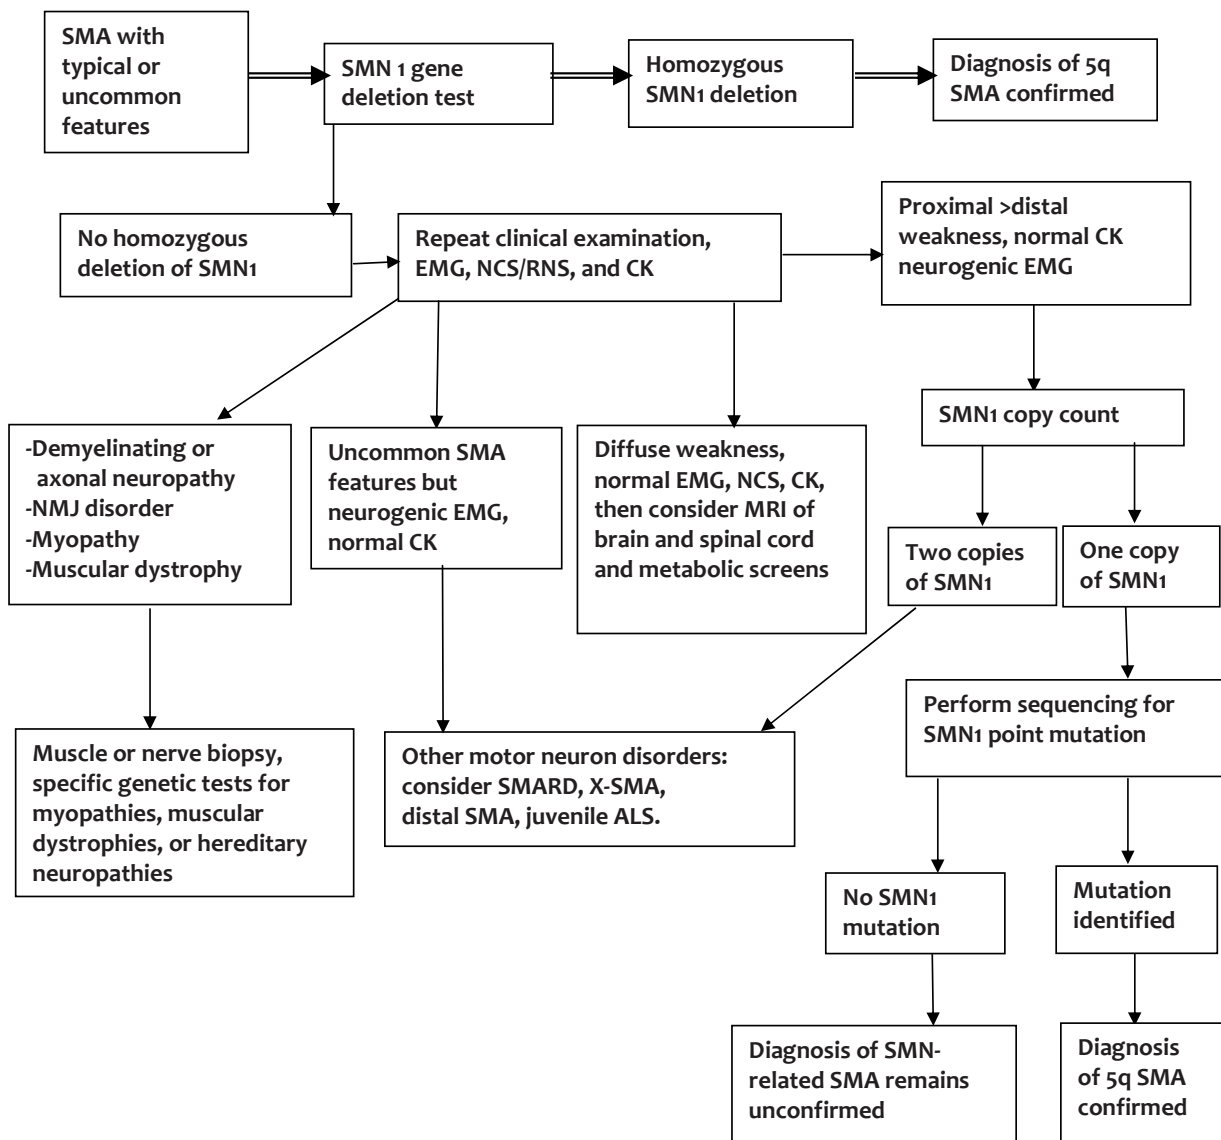 SMA with
typical or
uncommon
features
SMN 1 gene
deletion test
Homozygous
SMN1 deletion
Diagnosis of 5q
SMA confirmed
No homozygous
deletion of SMN1
Repeat clinical examination,
EMG, NCS/RNS, and CK
Proximal >distal
weakness, normal CK
neurogenic EMG
-Demyelinating or
axonal neuropathy
-NMJ disorder
-Myopathy
-Muscular dystrophy
Uncommon SMA
features but
neurogenic EMG,
normal CK
Diffuse weakness,
normal EMG, NCS, CK,
then consider MRI of
brain and spinal cord
and metabolic screens
SMN1 copy count
Two copies
of SMN1
One copy
of SMN1
Muscle or nerve biopsy,
specific genetic tests for
myopathies, muscular
dystrophies, or hereditary
neuropathies
Other motor neuron disorders:
consider SMARD, X-SMA,
distal SMA, juvenile ALS.
Perform sequencing for
SMN1 point mutation
No SMN1
mutation
Mutation
identified
Diagnosis of SMN-
related SMA remains
unconfirmed
Diagnosis
of 5q SMA
confirmed